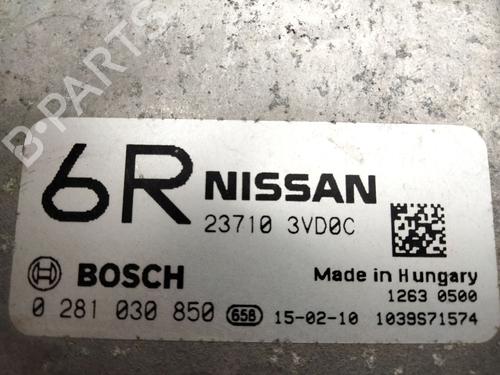 B-PARTS
6R NISSAN
23710 3VD0C
BOSCH
Made in Hungary
1263 0500
0 281 030 850 658 15-02-10 1039S71574